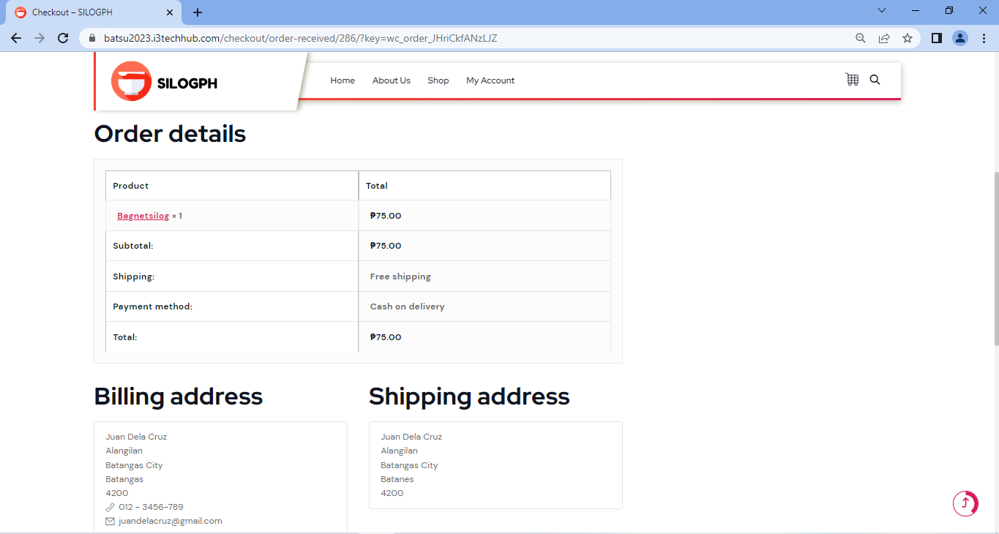 Checkout – SILOGPH
batsu2023.i3techhub.com/checkout/order-received/286/?key=wc_order_JHriCkfANzLJZ
SILOGPH
Home About Us Shop My Account
Order details
Product Total
Bagnetsilog × 1 ₱75.00
Subtotal: ₱75.00
Shipping: Free shipping
Payment method: Cash on delivery
Total: ₱75.00
Billing address
Juan Dela Cruz
Alangilan
Batangas City
Batangas
4200
012 - 3456-789
juandelacruz@gmail.com
Shipping address
Juan Dela Cruz
Alangilan
Batangas City
Batanes
4200